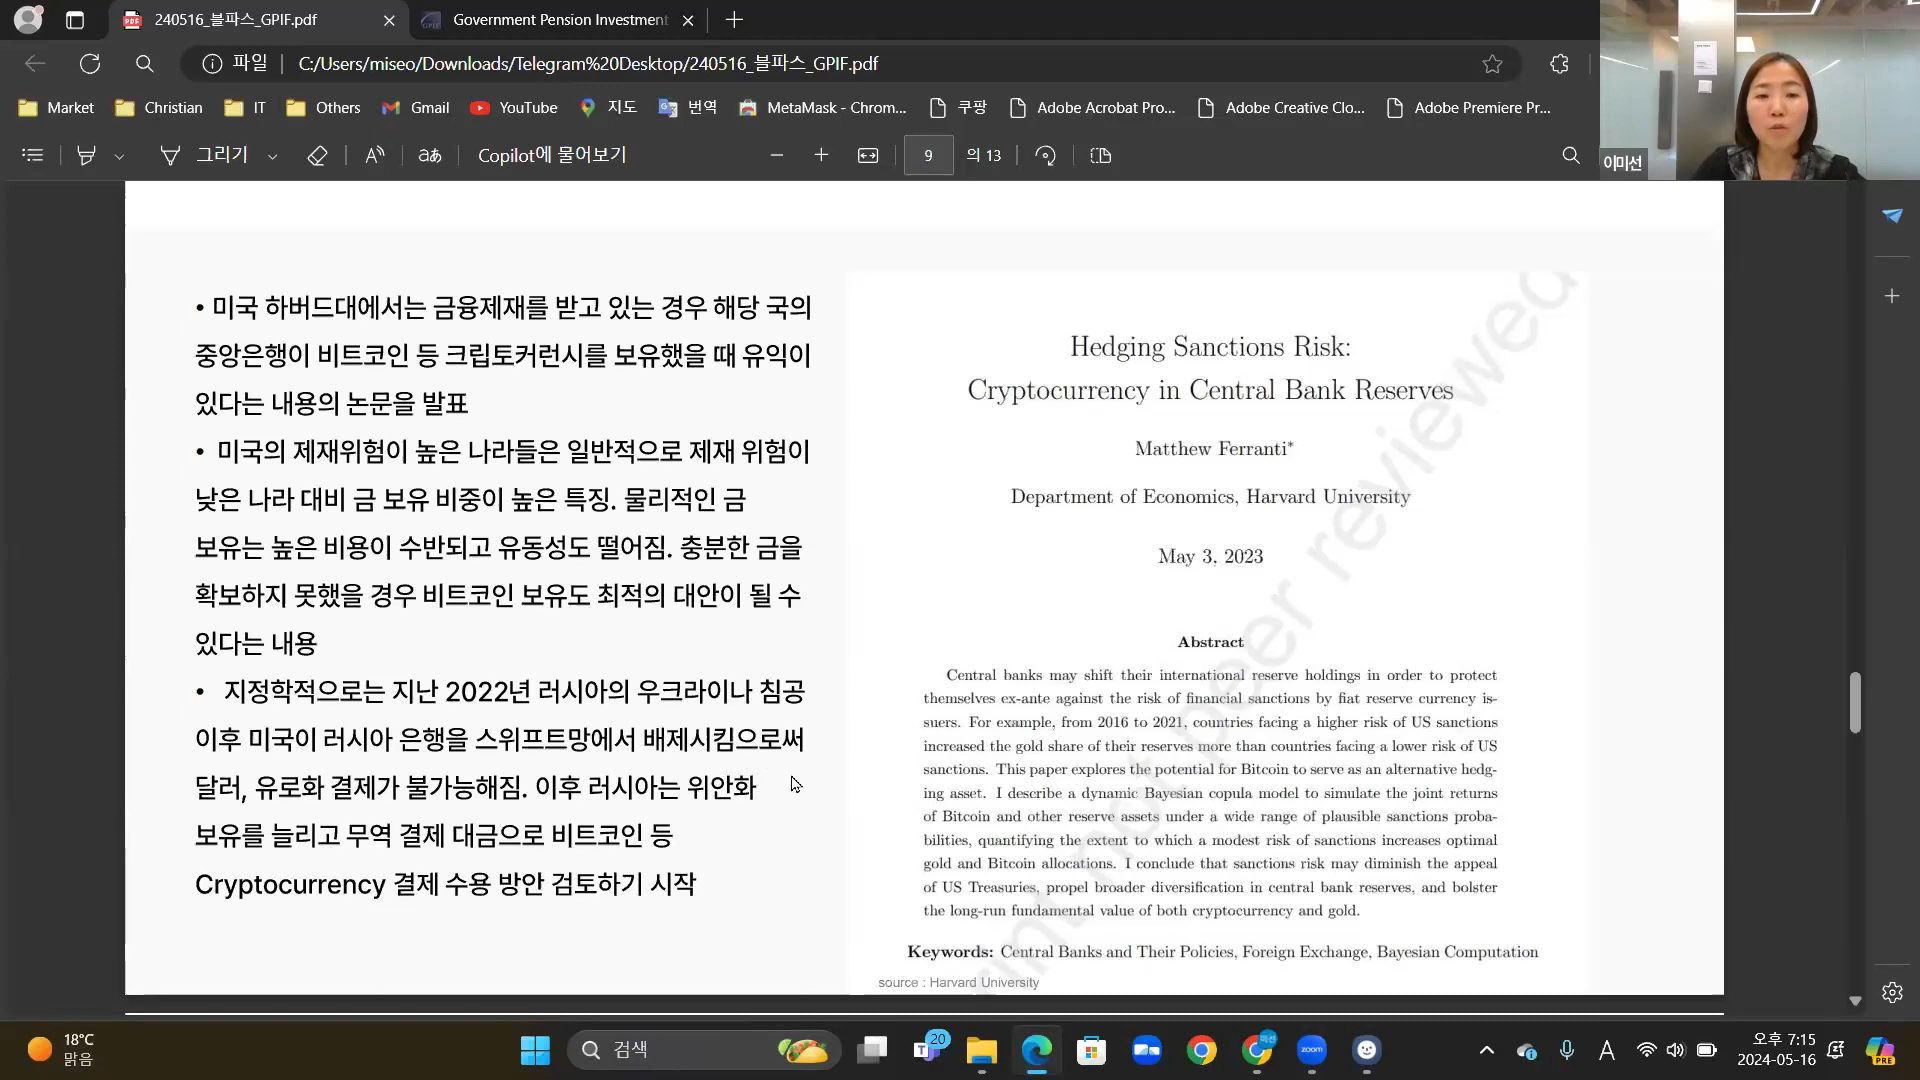 240516_블파스_GPIF.pdf
Government Pension Investment
파일
C:/Users/miseo/Downloads/Telegram%20Desktop/240516_블파스_GPIF.pdf
Market
Christian
IT
Others
Gmail
YouTube
지도
번역
MetaMask - Chrom...
쿠팡
Adobe Acrobat Pro...
Adobe Creative Clo...
Adobe Premiere Pr...
그리기
Copilot에 물어보기
9
의 13
이미선
• 미국 하버드대에서는 금융제재를 받고 있는 경우 해당 국의
중앙은행이 비트코인 등 크립토커런시를 보유했을 때 유익이
있다는 내용의 논문을 발표
• 미국의 제재위험이 높은 나라들은 일반적으로 제재 위험이
낮은 나라 대비 금 보유 비중이 높은 특징. 물리적인 금
보유는 높은 비용이 수반되고 유동성도 떨어짐. 충분한 금을
확보하지 못했을 경우 비트코인 보유도 최적의 대안이 될 수
있다는 내용
• 지정학적으로는 지난 2022년 러시아의 우크라이나 침공
이후 미국이 러시아 은행을 스위프트망에서 배제시킴으로써
달러, 유로화 결제가 불가능해짐. 이후 러시아는 위안화
보유를 늘리고 무역 결제 대금으로 비트코인 등
Cryptocurrency 결제 수용 방안 검토하기 시작
Hedging Sanctions Risk:
Cryptocurrency in Central Bank Reserves
Matthew Ferranti*
Department of Economics, Harvard University
May 3, 2023
Abstract
Central banks may shift their international reserve holdings in order to protect
themselves ex-ante against the risk of financial sanctions by fiat reserve currency is-
suers. For example, from 2016 to 2021, countries facing a higher risk of US sanctions
increased the gold share of their reserves more than countries facing a lower risk of US
sanctions. This paper explores the potential for Bitcoin to serve as an alternative hedg-
ing asset. I describe a dynamic Bayesian copula model to simulate the joint returns
of Bitcoin and other reserve assets under a wide range of plausible sanctions proba-
bilities, quantifying the extent to which a modest risk of sanctions increases optimal
gold and Bitcoin allocations. I conclude that sanctions risk may diminish the appeal
of US Treasuries, propel broader diversification in central bank reserves, and bolster
the long-run fundamental value of both cryptocurrency and gold.
Keywords: Central Banks and Their Policies, Foreign Exchange, Bayesian Computation
source : Harvard University
rint not peer reviewed
18°C
맑음
검색
20
미선
zoom
A
오후 7:15
2024-05-16
PRE